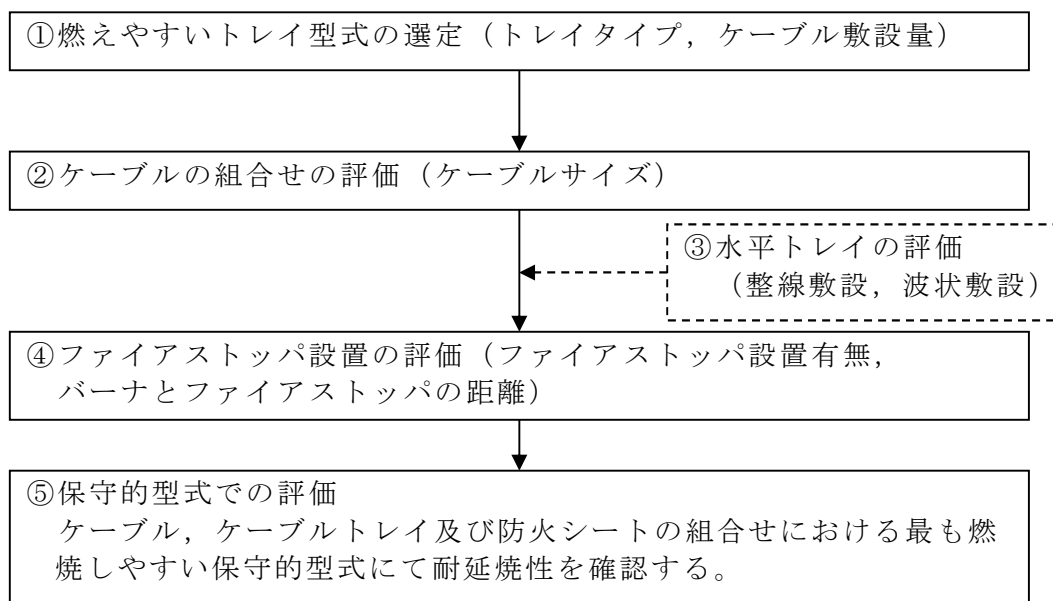 ①燃えやすいトレイ型式の選定（トレイタイプ，ケーブル敷設量）
②ケーブルの組合せの評価（ケーブルサイズ）
③水平トレイの評価
（整線敷設，波状敷設）
④ファイアストッパ設置の評価（ファイアストッパ設置有無，
バーナとファイアストッパの距離）
⑤保守的型式での評価
ケーブル，ケーブルトレイ及び防火シートの組合せにおける最も燃
焼しやすい保守的型式にて耐延焼性を確認する。